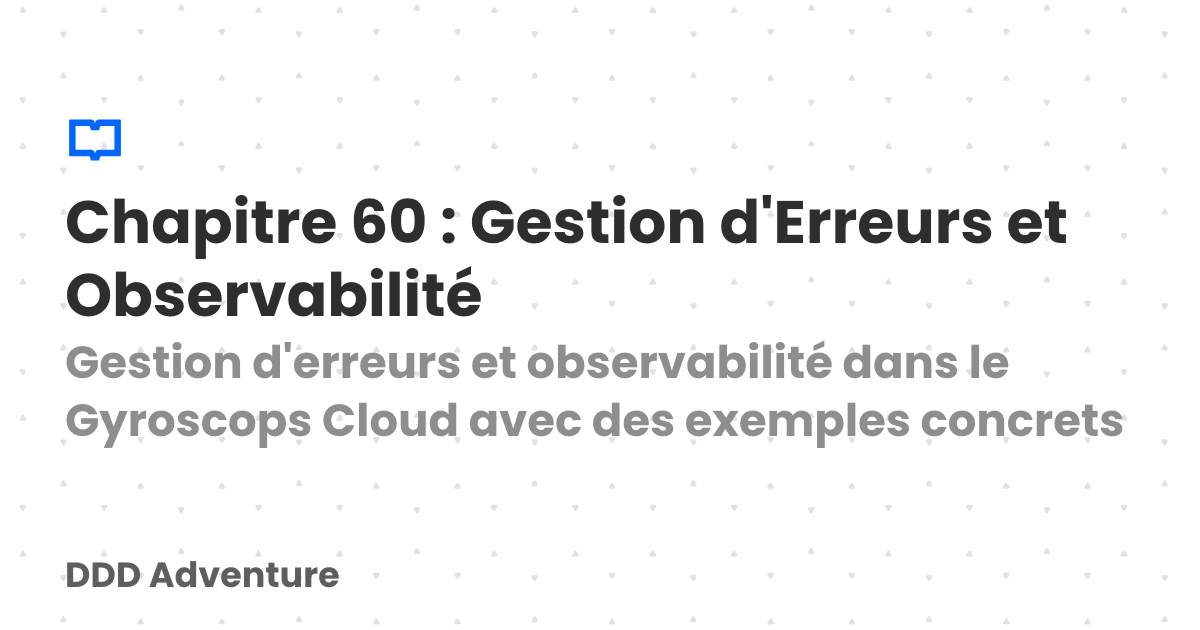 Chapitre 60 : Gestion d'Erreurs et
Observabilité
Gestion d'erreurs et observabilité dans le
Gyroscops Cloud avec des exemples concrets
DDD Adventure